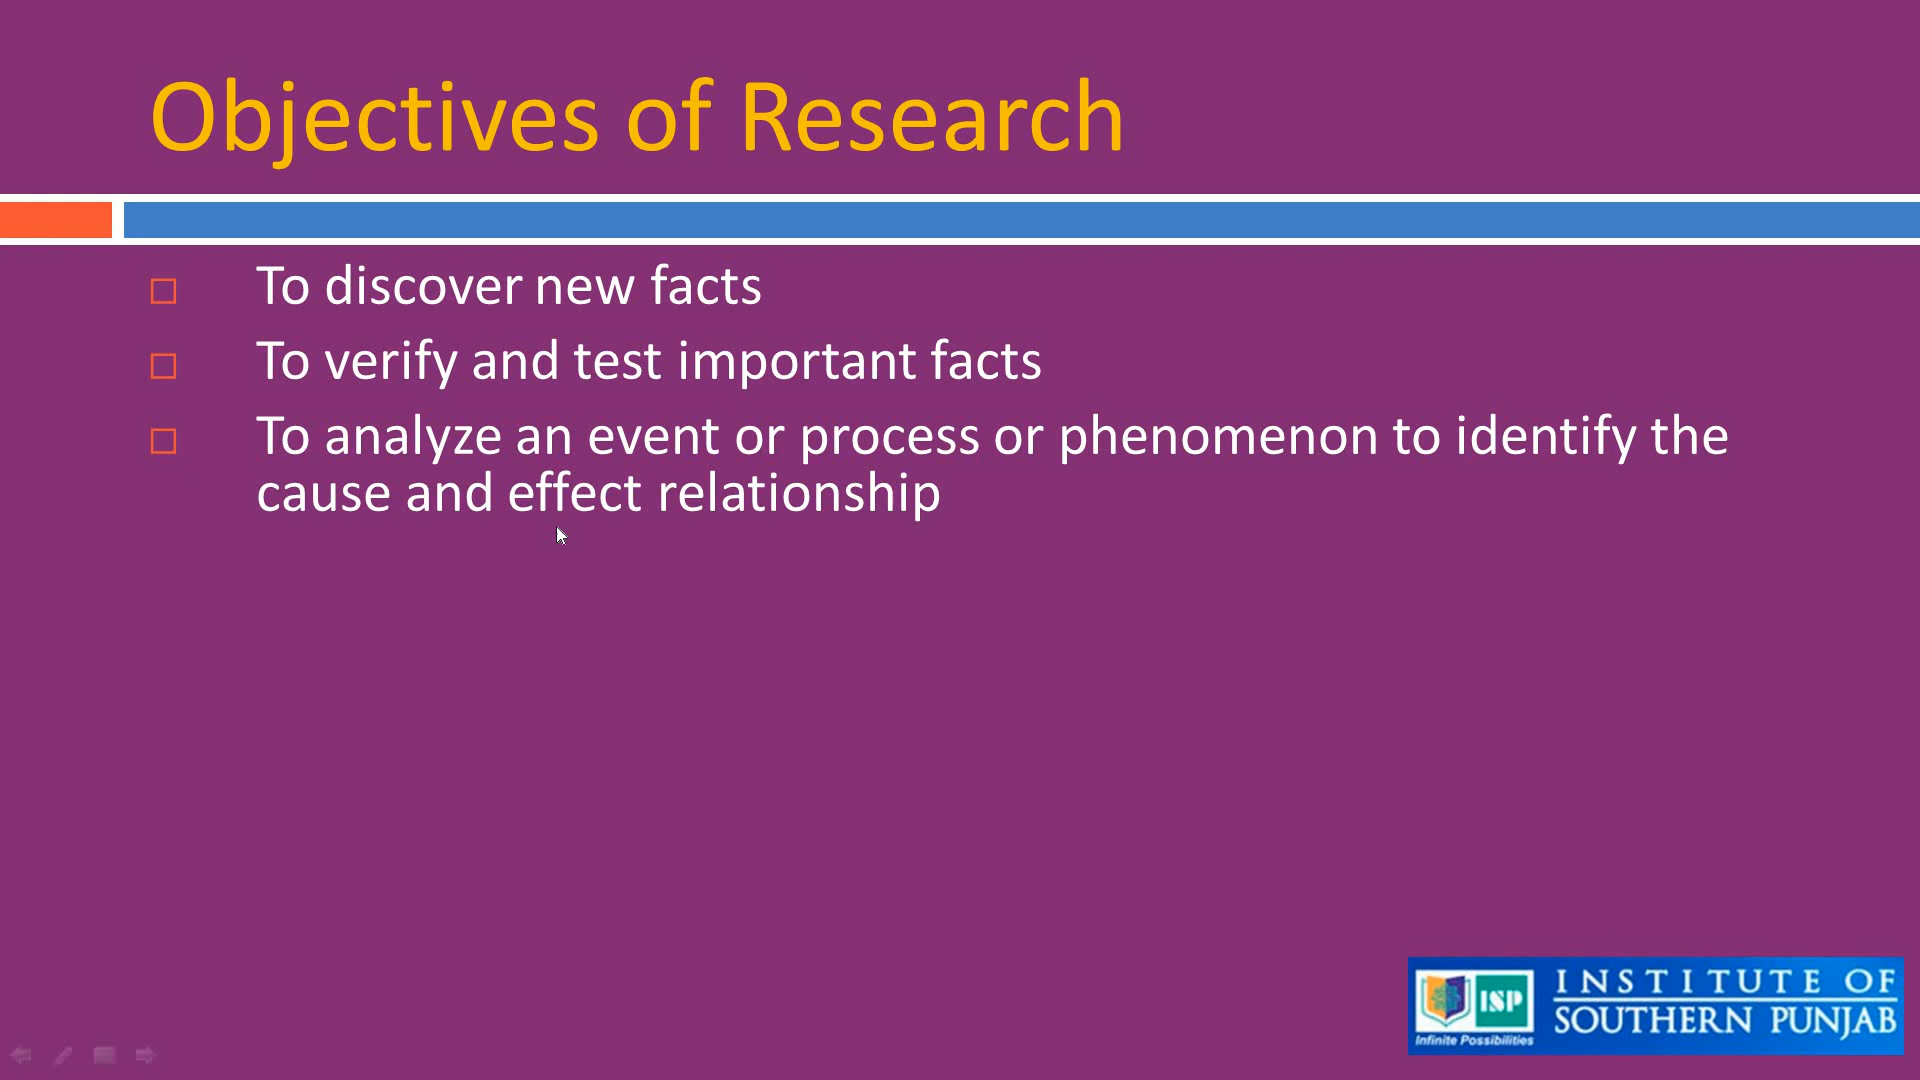 Objectives of Research
To discover new facts
To verify and test important facts
To analyze an event or process or phenomenon to identify the
cause and effect relationship
ISP
Infinite Possibilities
INSTITUTE OF
SOUTHERN PUNJAB